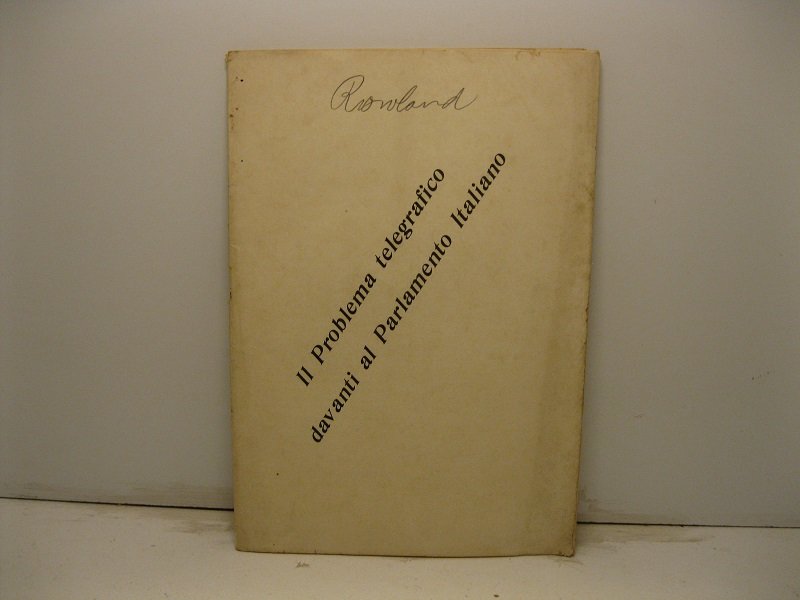 Rowland
Il Problema telegrafico
davanti al Parlamento Italiano